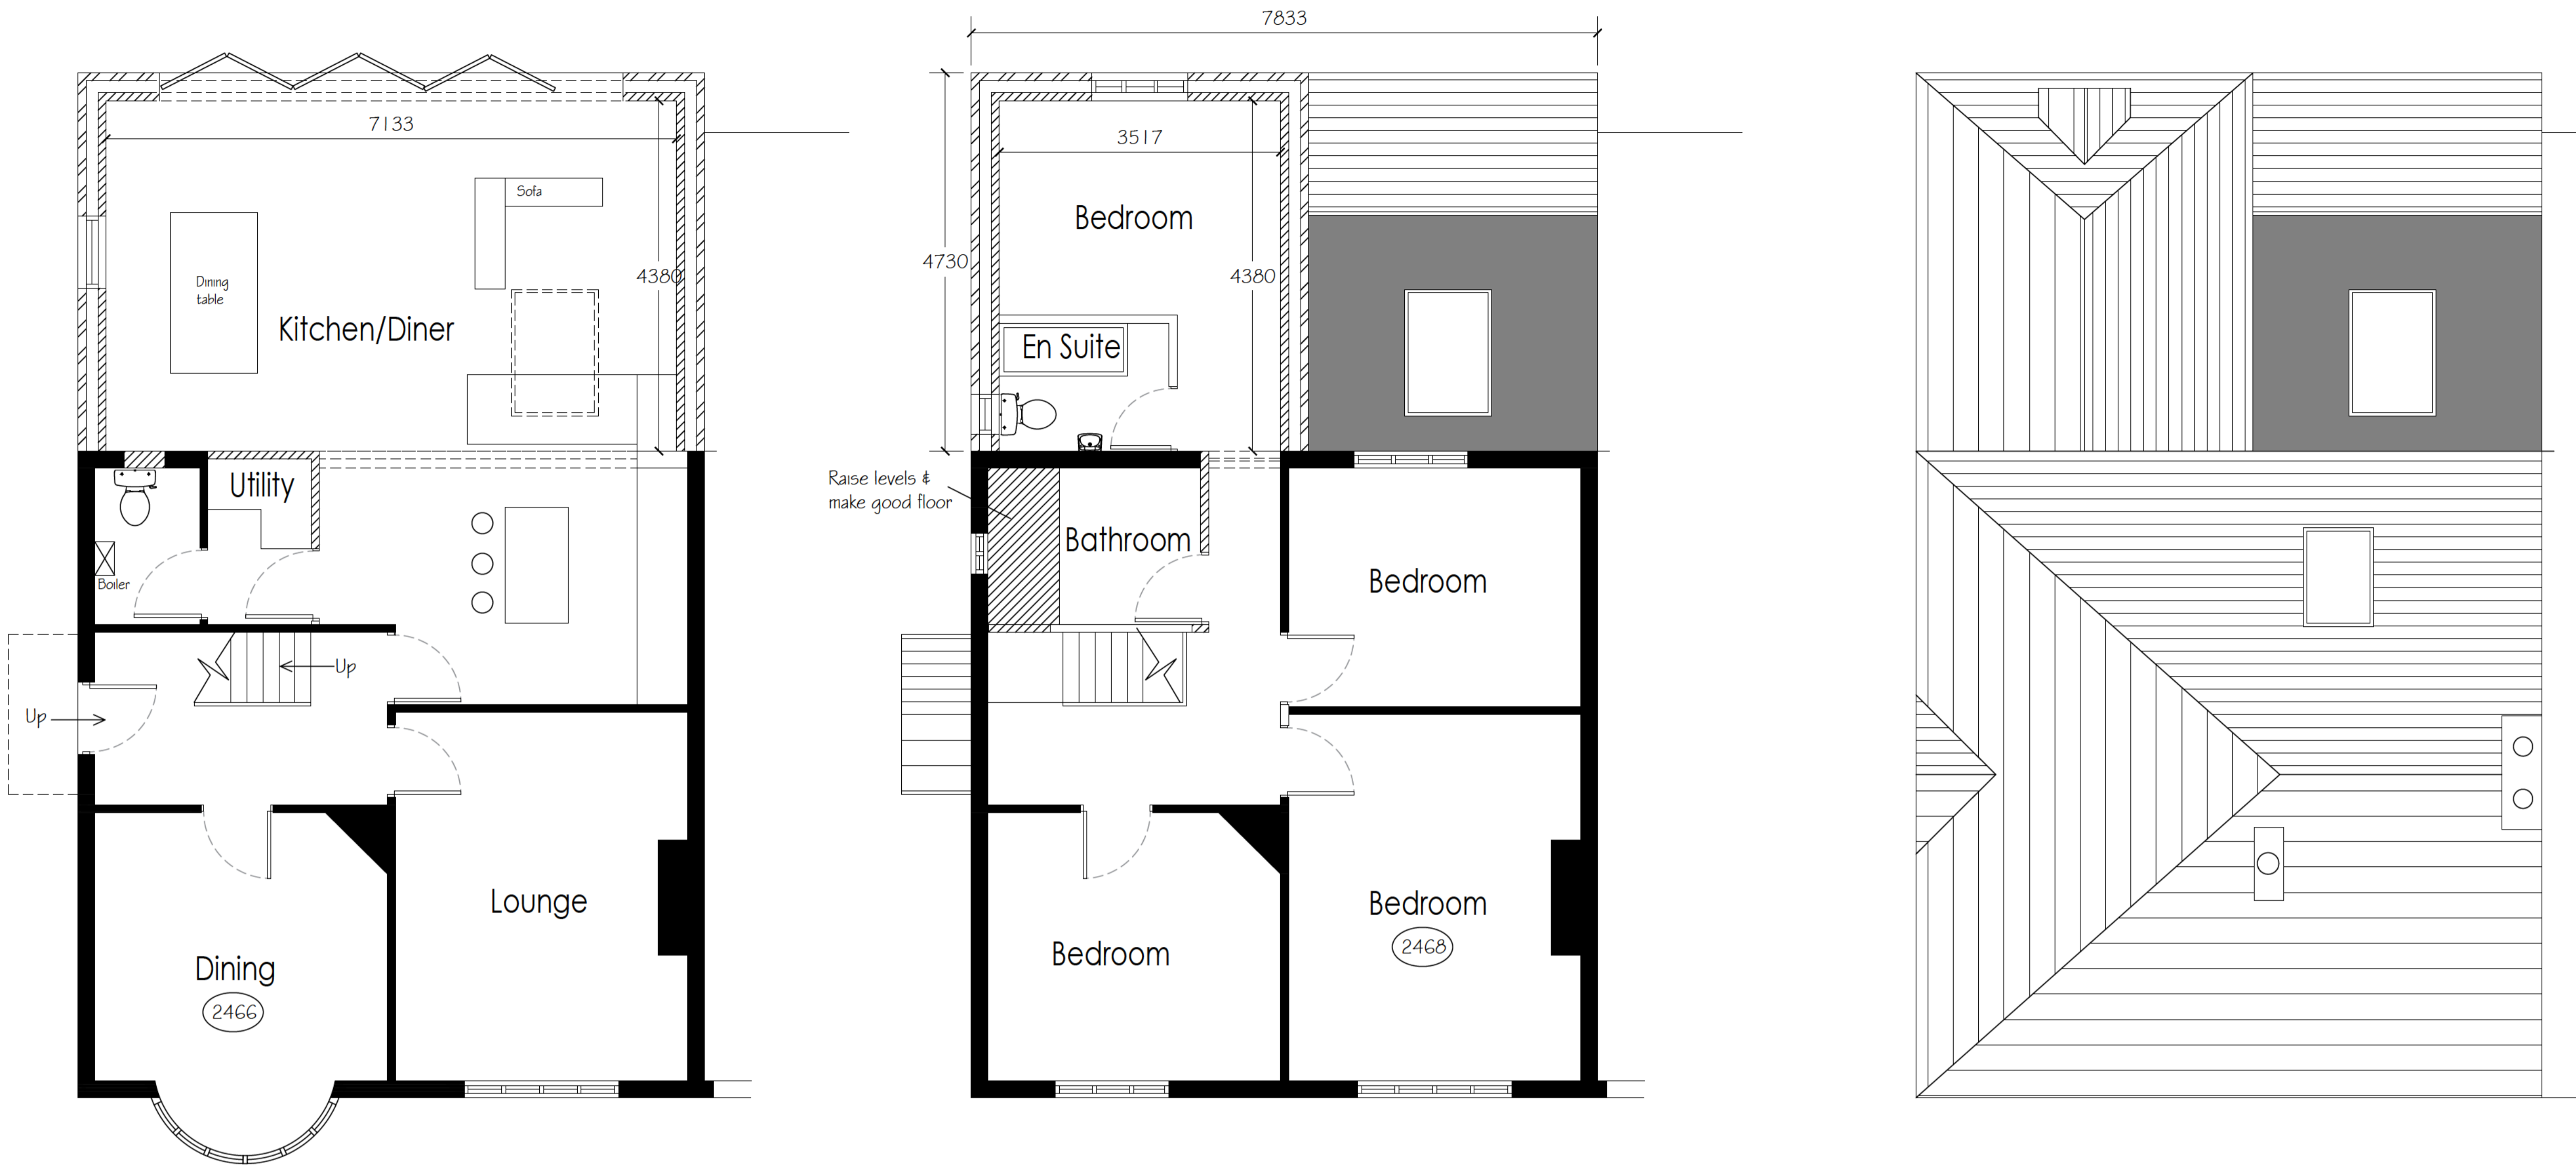 7133
Sofa
Dining
table
4380
Kitchen/Diner
Utility
Boiler
Up
Up
Lounge
Dining
2466
7833
3517
Bedroom
4730
4380
En Suite
Raise levels &
make good floor
Bathroom
Bedroom
Bedroom
2468
Bedroom